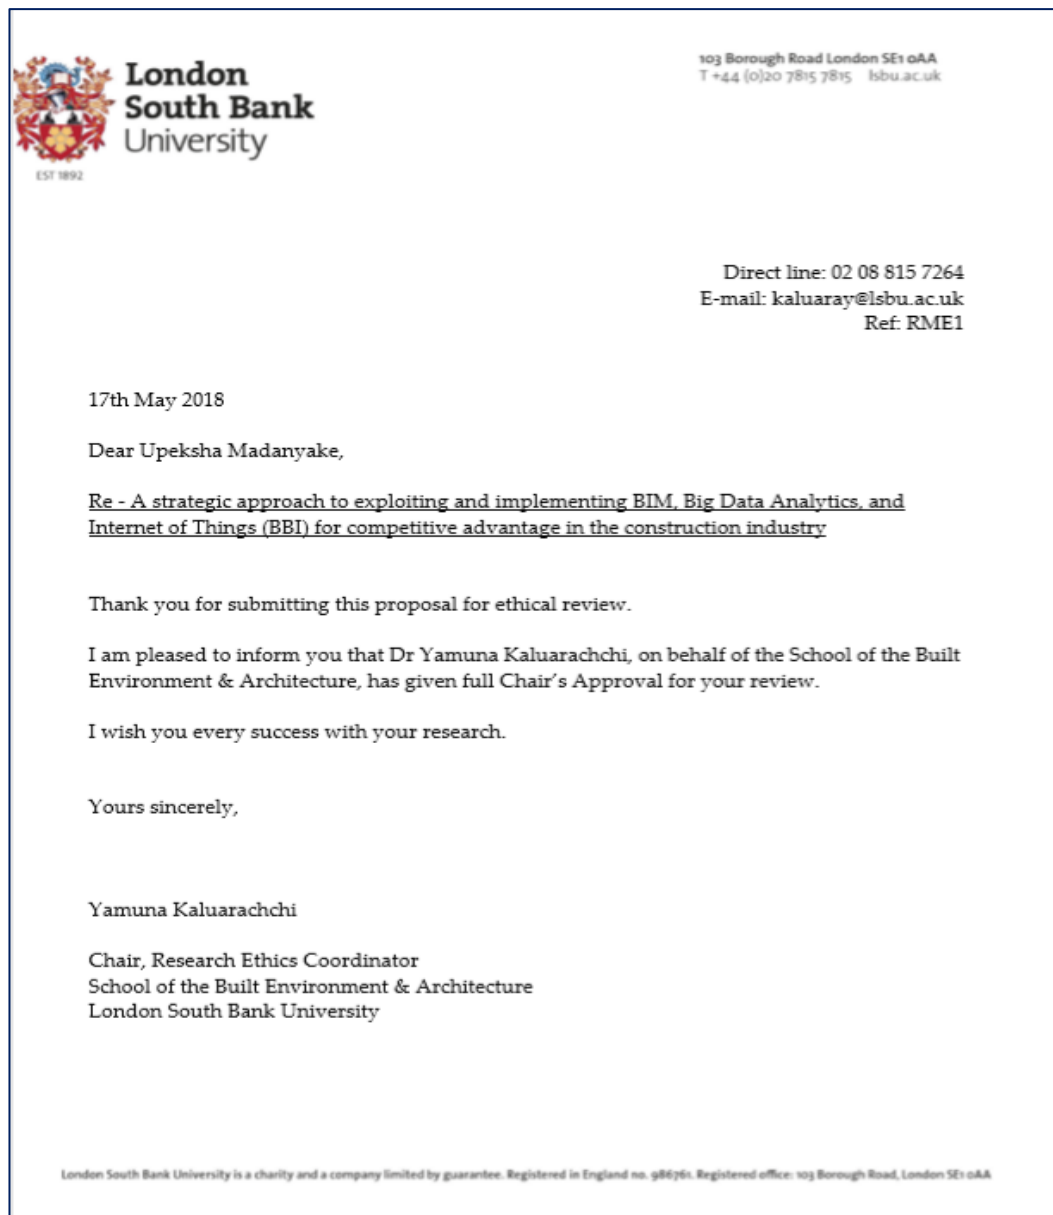 London
South Bank
University
EST 1892
103 Borough Road London SE1 0AA
T +44 (0)20 7815 7815 lsbu.ac.uk
Direct line: 02 08 815 7264
E-mail: kaluaray@lsbu.ac.uk
Ref: RME1
17th May 2018
Dear Upeksha Madanyake,
Re - A strategic approach to exploiting and implementing BIM, Big Data Analytics, and
Internet of Things (BBI) for competitive advantage in the construction industry
Thank you for submitting this proposal for ethical review.
I am pleased to inform you that Dr Yamuna Kaluarachchi, on behalf of the School of the Built
Environment & Architecture, has given full Chair's Approval for your review.
I wish you every success with your research.
Yours sincerely,
Yamuna Kaluarachchi
Chair, Research Ethics Coordinator
School of the Built Environment & Architecture
London South Bank University
London South Bank University is a charity and a company limited by guarantee. Registered in England no. 986761. Registered office: 103 Borough Road, London SE1 0AA